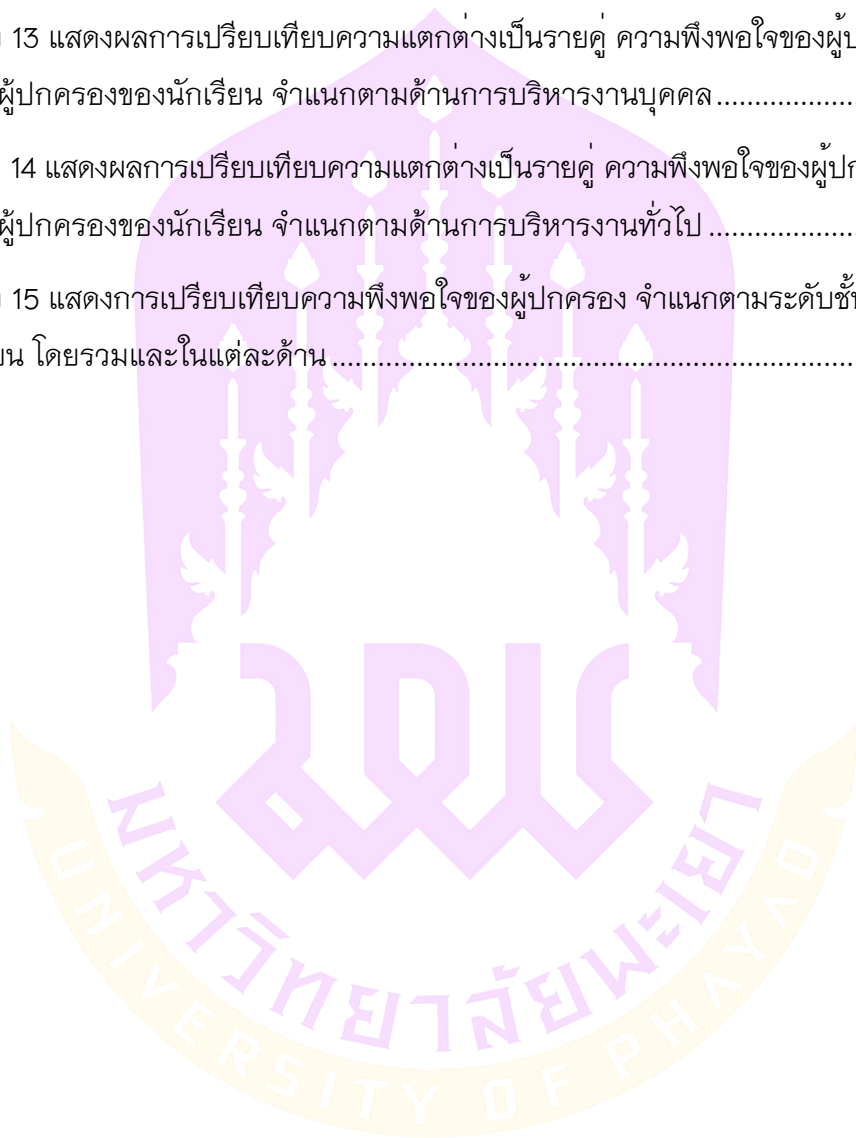 13 แสดงผลการเปรียบเทียบความแตกต่างเป็นรายคู่ ความพึงพอใจของผู้ป
ผู้ปกครองของนักเรียน จำแนกตามด้านการบริหารงานบุคคล....................
14 แสดงผลการเปรียบเทียบความแตกต่างเป็นรายคู่ ความพึงพอใจของผู้ปก
ผู้ปกครองของนักเรียน จำแนกตามด้านการบริหารงานทั่วไป.....................
15 แสดงการเปรียบเทียบความพึงพอใจของผู้ปกครอง จำแนกตามระดับชั้น
ยน โดยรวมและในแต่ละด้าน...........................................................................
มหาวิทยาลัยพะเยา
UNIVERSITY OF PHAYAO